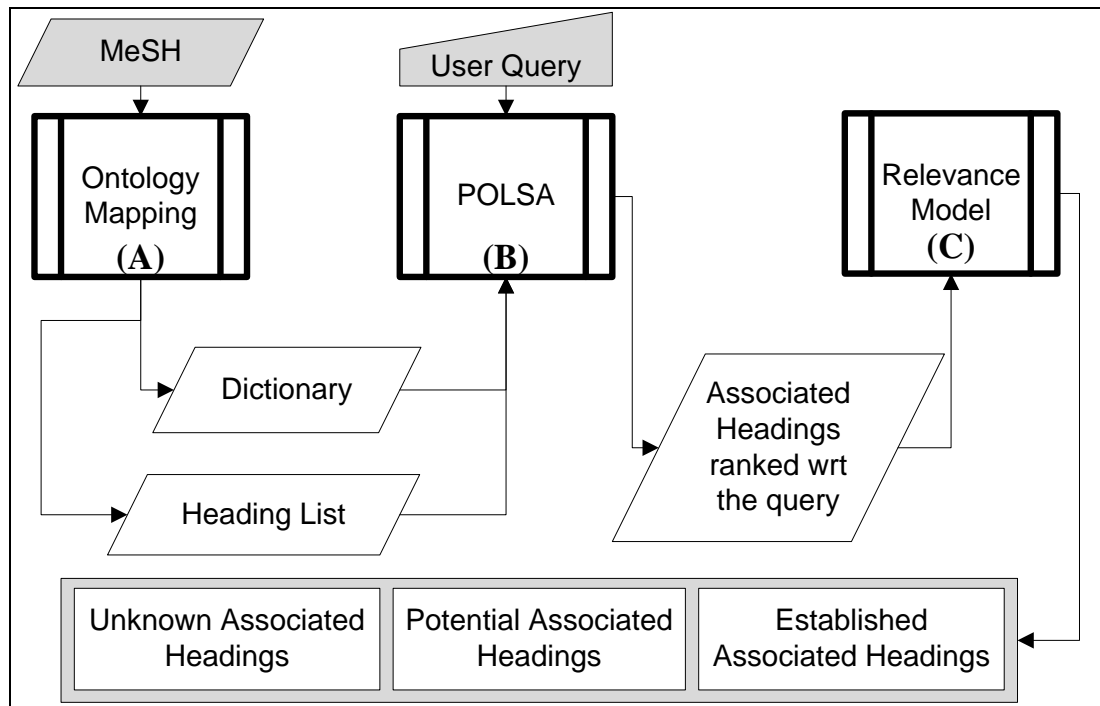 MeSH
User Query
Ontology
Mapping
(A)
POLSA
(B)
Relevance
Model
(C)
Dictionary
Heading List
Associated
Headings
ranked wrt
the query
Unknown Associated
Headings
Potential Associated
Headings
Established
Associated Headings